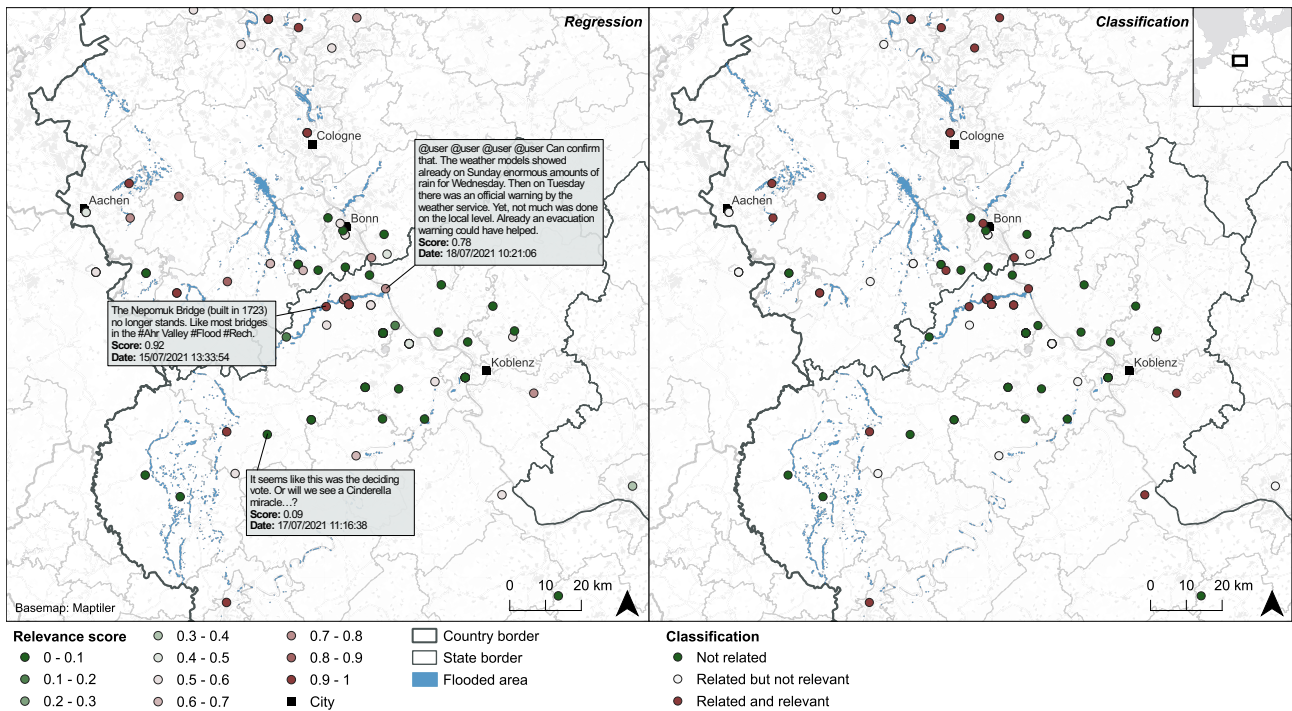 Regression
Cologne
Aachen
Bonn
Koblenz
@user @user @user @user Can confirm
that. The weather models showed
already on Sunday enormous amounts of
rain for Wednesday. Then on Tuesday
there was an official warning by the
weather service. Yet, not much was done
on the local level. Already an evacuation
warning could have helped.
Score: 0.78
Date: 18/07/2021 10:21:06
The Nepomuk Bridge (built in 1723)
no longer stands. Like most bridges
in the #Ahr Valley #Flood #Rech.
Score: 0.92
Date: 15/07/2021 13:33:54
It seems like this was the deciding
vote. Or will we see a Cinderella
miracle…?
Score: 0.09
Date: 17/07/2021 11:16:38
0 10 20 km
Basemap: Maptiler
Classification
Cologne
Aachen
Bonn
Koblenz
0 10 20 km
Relevance score
0 - 0.1
0.1 - 0.2
0.2 - 0.3
0.3 - 0.4
0.4 - 0.5
0.5 - 0.6
0.6 - 0.7
0.7 - 0.8
0.8 - 0.9
0.9 - 1
City
Country border
State border
Flooded area
Classification
Not related
Related but not relevant
Related and relevant